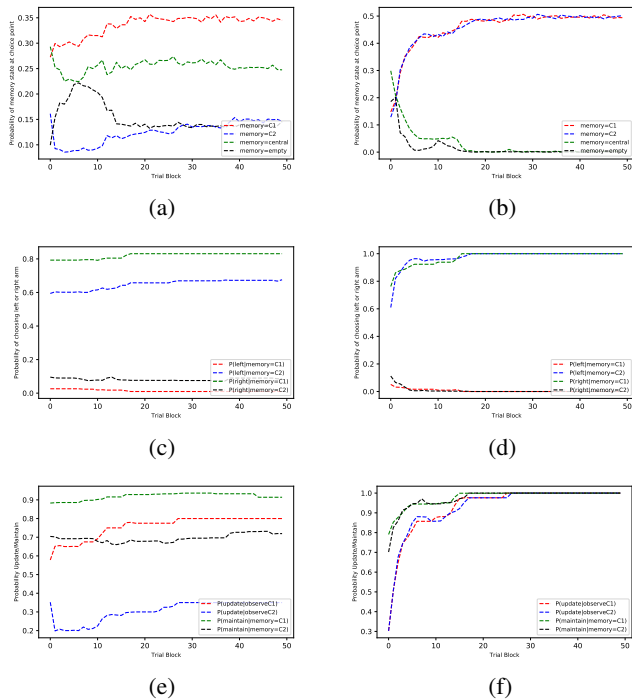 0.35
0.30
0.25
0.20
0.15
0.10
Probability of memory state at choice point
memory=C1
memory=C2
memory=central
memory=empty
0 10 20 30 40 50
Trial Block
(a)
0.5
0.4
0.3
0.2
0.1
0.0
Probability of memory state at choice point
memory=C1
memory=C2
memory=central
memory=empty
0 10 20 30 40 50
Trial Block
(b)
0.8
0.6
0.4
0.2
0.0
Probability of choosing left or right arm
P(left|memory=C1)
P(left|memory=C2)
P(right|memory=C1)
P(right|memory=C2)
0 10 20 30 40 50
Trial Block
(c)
1.0
0.8
0.6
0.4
0.2
0.0
Probability of choosing left or right arm
P(left|memory=C1)
P(left|memory=C2)
P(right|memory=C1)
P(right|memory=C2)
0 10 20 30 40 50
Trial Block
(d)
0.9
0.8
0.7
0.6
0.5
0.4
0.3
0.2
Probability Update/Maintain
P(update|observeC1)
P(update|observeC2)
P(maintain|memory=C1)
P(maintain|memory=C2)
0 10 20 30 40 50
Trial Block
(e)
1.0
0.9
0.8
0.7
0.6
0.5
0.4
0.3
Probability Update/Maintain
P(update|observeC1)
P(update|observeC2)
P(maintain|memory=C1)
P(maintain|memory=C2)
0 10 20 30 40 50
Trial Block
(f)